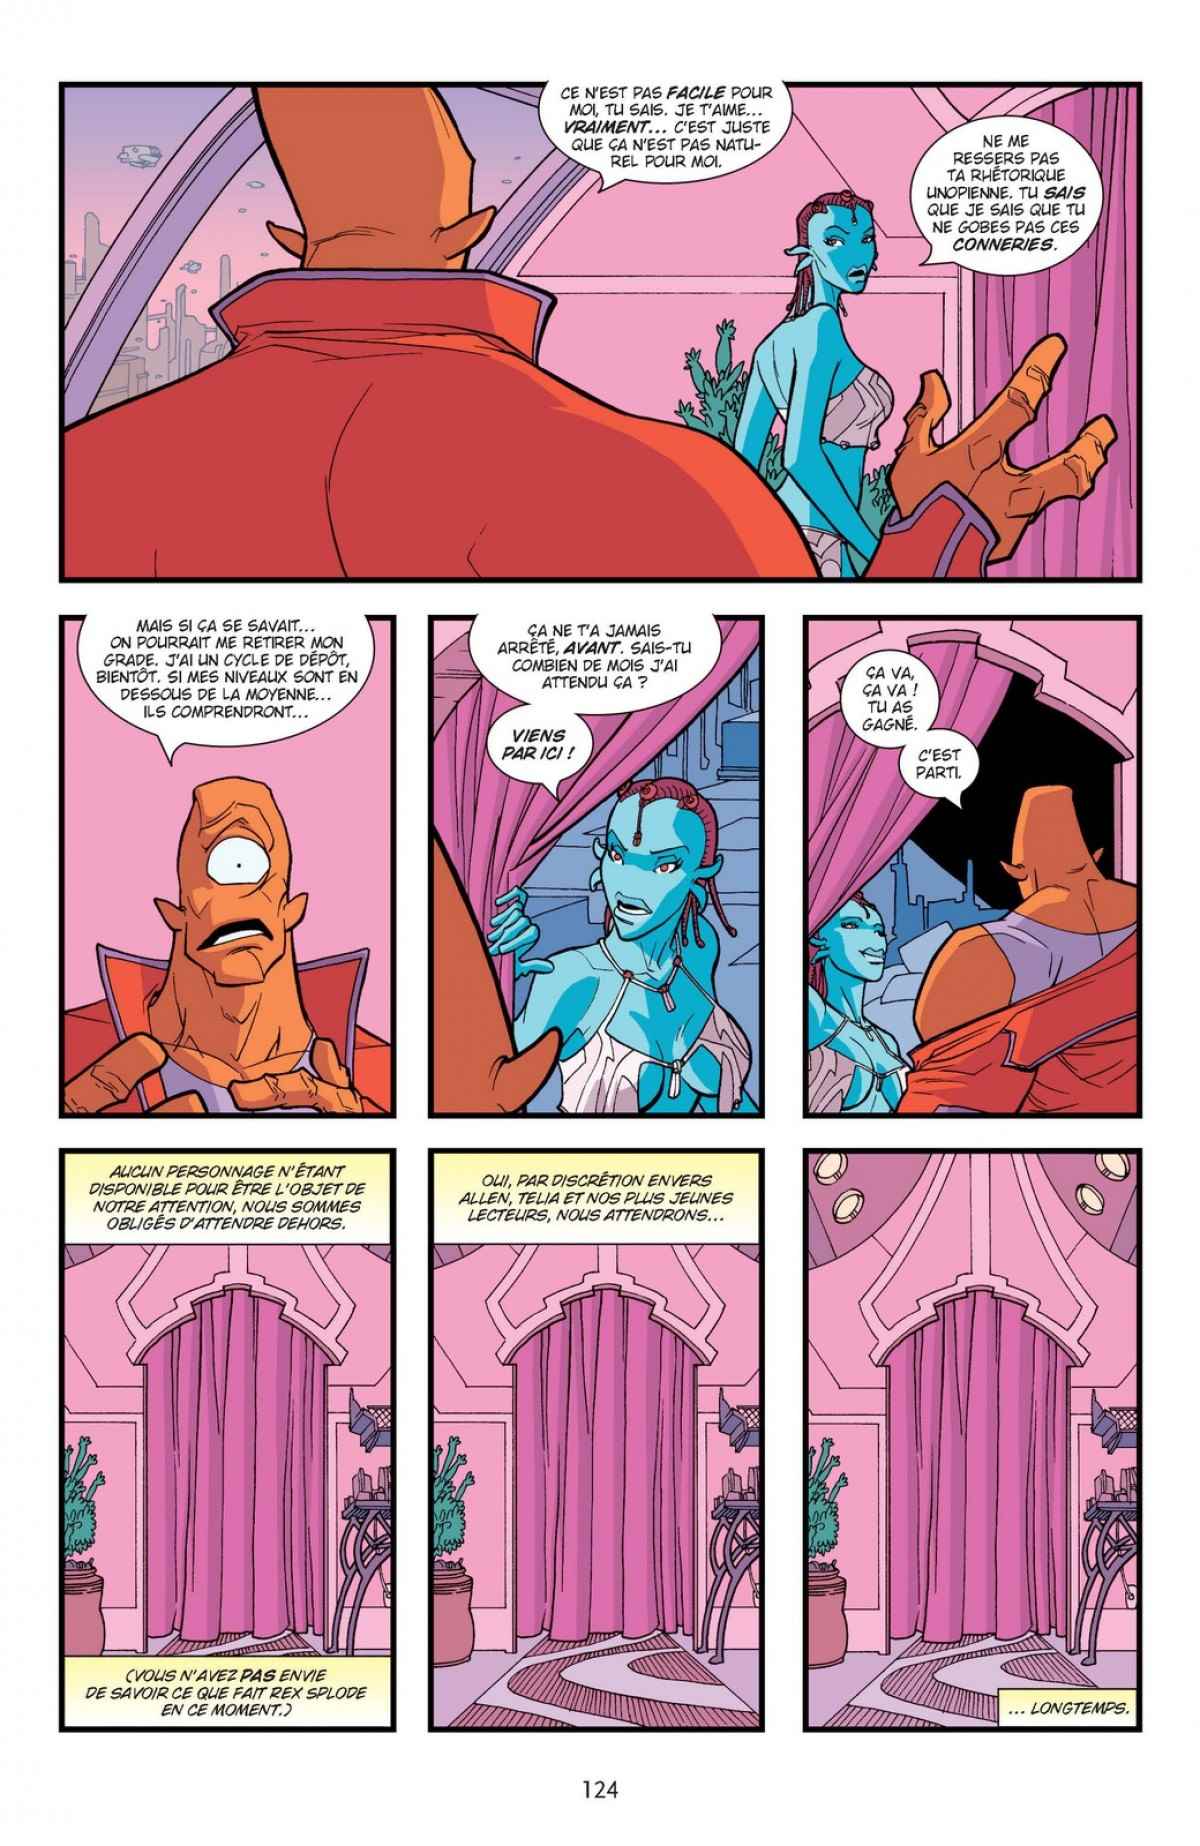 CE N'EST PAS FACILE POUR
MOI, TU SAIS. JE T'AIME...
VRAIMENT... C'EST JUSTE
QUE ÇA N'EST PAS NATU-
REL POUR MOI.
NE ME
RESSERS PAS
TA RHÉTORIQUE
UNOPIENNE. TU SAIS
QUE JE SAIS QUE TU
NE GOBES PAS CES
CONNERIES.
MAIS SI ÇA SE SAVAIT...
ON POURRAIT ME RETIRER MON
GRADE. J'AI UN CYCLE DE DÉPÔT,
BIENTÔT. SI MES NIVEAUX SONT EN
DESSOUS DE LA MOYENNE...
ILS COMPRENDRONT...
ÇA NE T'A JAMAIS
ARRÊTÉ, AVANT. SAIS-TU
COMBIEN DE MOIS J'AI
ATTENDU ÇA ?
VIENS
PAR ICI !
ÇA VA,
ÇA VA !
TU AS
GAGNÉ.
C'EST
PARTI.
AUCUN PERSONNAGE N'ÉTANT
DISPONIBLE POUR ÊTRE L'OBJET DE
NOTRE ATTENTION, NOUS SOMMES
OBLIGÉS D'ATTENDRE DEHORS.
(VOUS N'AVEZ PAS ENVIE
DE SAVOIR CE QUE FAIT REX SPLODE
EN CE MOMENT.)
OUI, PAR DISCRÉTION ENVERS
ALLEN, TELIA ET NOS PLUS JEUNES
LECTEURS, NOUS ATTENDRONS...
... LONGTEMPS.
124